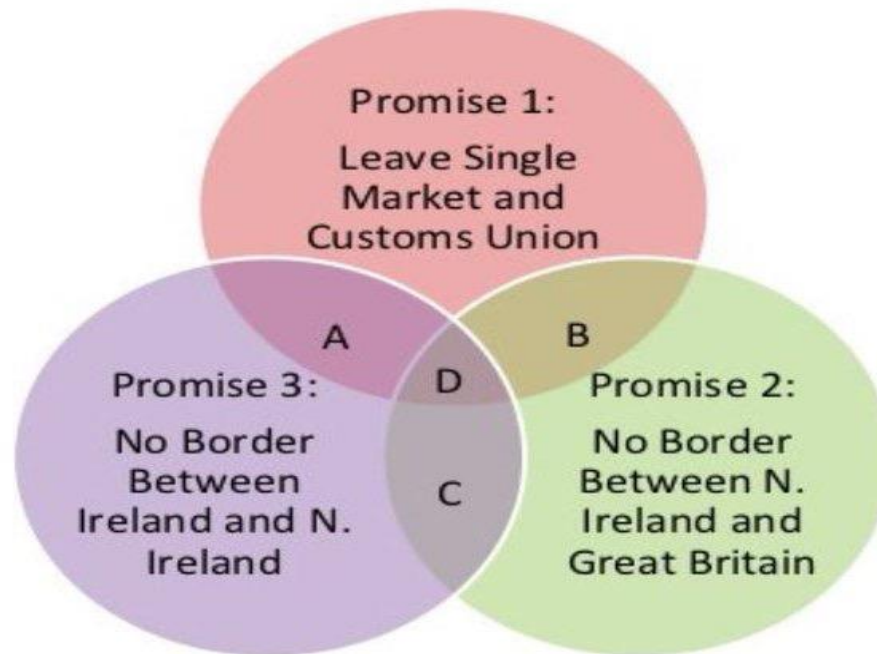 Promise 1:
Leave Single
Market and
Customs Union
A
B
D
Promise 3:
No Border
Between
Ireland and N.
Ireland
C
Promise 2:
No Border
Between N.
Ireland and
Great Britain